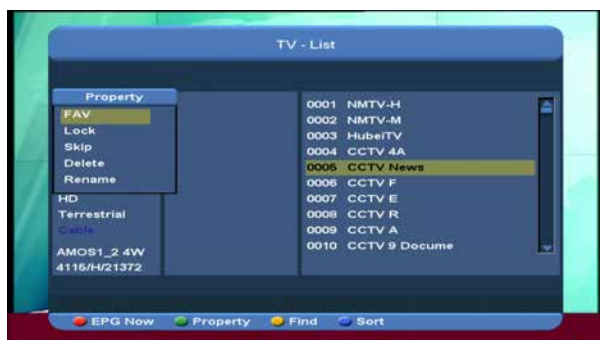 TV - List
Property
FAV
Lock
Skip
Delete
Rename
HD
Terrestrial
Cable
AMOS1_2 4W
4115/H/21372
0001 NMTV-H
0002 NMTV-M
0003 HubeiTV
0004 CCTV 4A
0005 CCTV News
0006 CCTV F
0007 CCTV E
0008 CCTV R
0009 CCTV A
0010 CCTV 9 Docume
EPG Now Property Find Sort